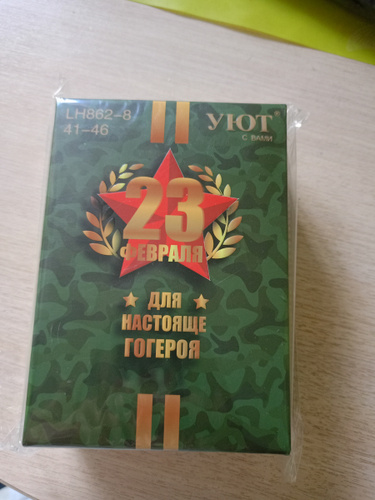 LH862-8
41-46
УЮТ®
С ВАМИ
23
ФЕВРАЛЯ
ДЛЯ
НАСТОЯЩЕ
ГОГЕРОЯ